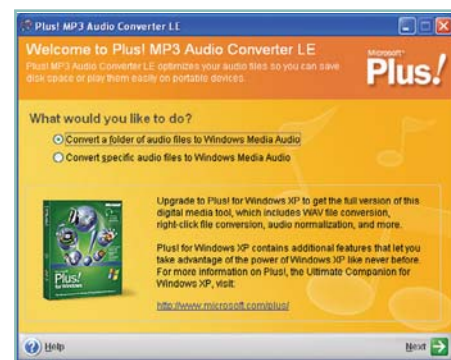 Plus! MP3 Audio Converter LE
Welcome to Plus! MP3 Audio Converter LE
Plus! MP3 Audio Converter LE optimizes your audio files so you can save
disk space or play them easily on portable devices.
Microsoft
Plus!
What would you like to do?
Convert a folder of audio files to Windows Media Audio
Convert specific audio files to Windows Media Audio
Upgrade to Plus! for Windows XP to get the full version of this
digital media tool, which includes WAV file conversion,
right-click file conversion, audio normalization, and more.
Plus! for Windows XP contains additional features that let you
take advantage of the power of Windows XP like never before.
For more information on Plus!, the Ultimate Companion for
Windows XP, visit:
http://www.microsoft.com/plus/
Plus!
for Windows
Help
Next